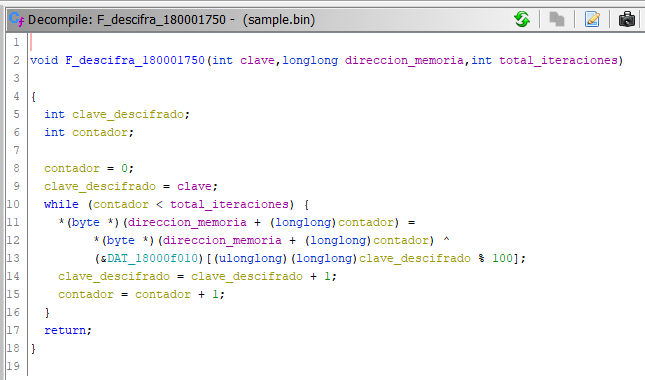 Decompile: F_descifra_180001750 - (sample.bin)
1
2 void F_descifra_180001750(int clave,longlong direccion_memoria,int total_iteraciones)
3
4 {
5   int clave_descifrado;
6   int contador;
7
8   contador = 0;
9   clave_descifrado = clave;
10   while (contador < total_iteraciones) {
11     *(byte *)(direccion_memoria + (longlong)contador) =
12          *(byte *)(direccion_memoria + (longlong)contador) ^
13          (&DAT_18000f010)[(ulonglong)(longlong)clave_descifrado % 100];
14     clave_descifrado = clave_descifrado + 1;
15     contador = contador + 1;
16   }
17   return;
18 }
19